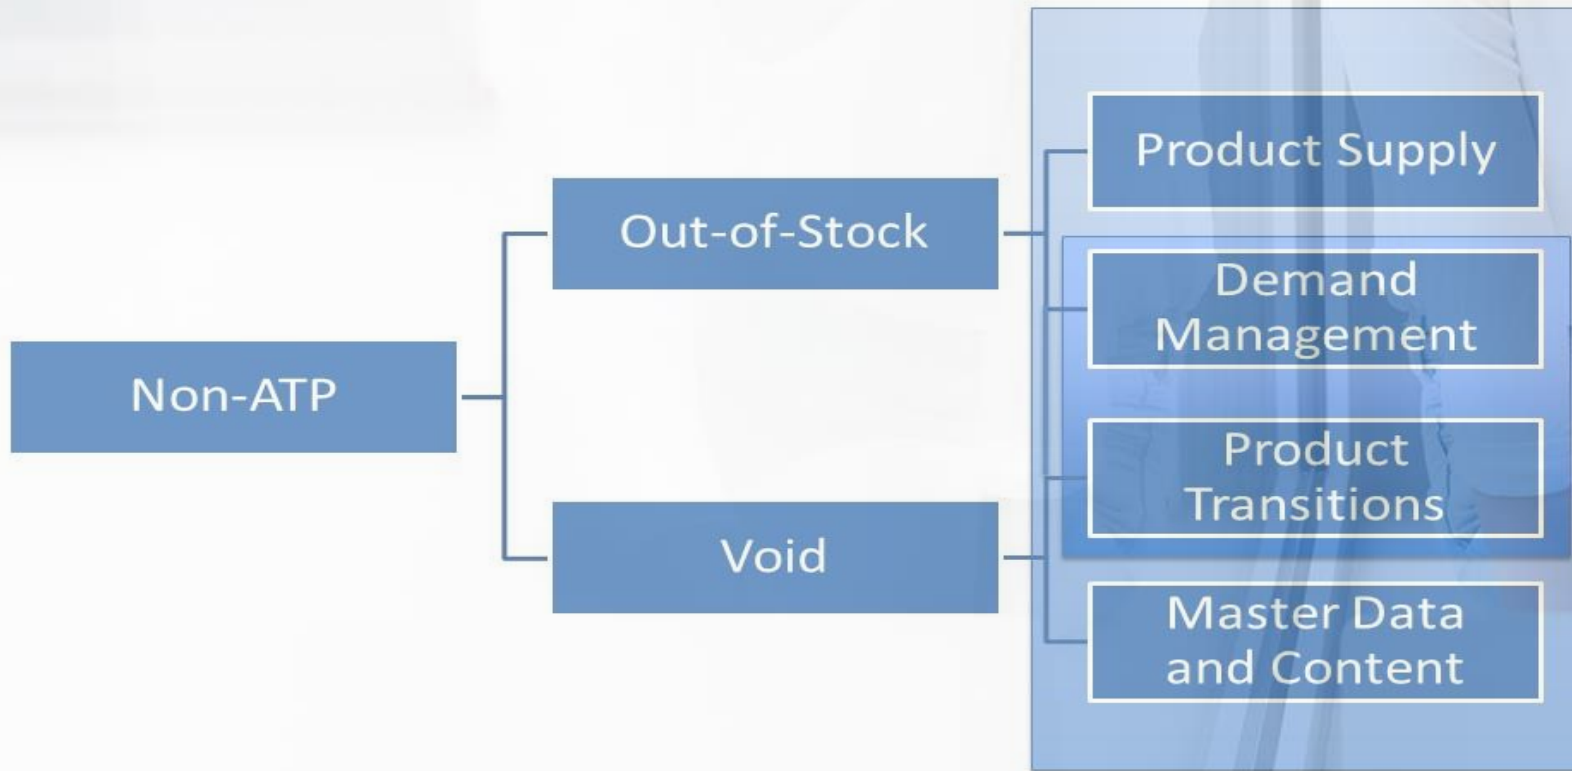 Non-ATP
Out-of-Stock
Void
Product Supply
Demand
Management
Product
Transitions
Master Data
and Content